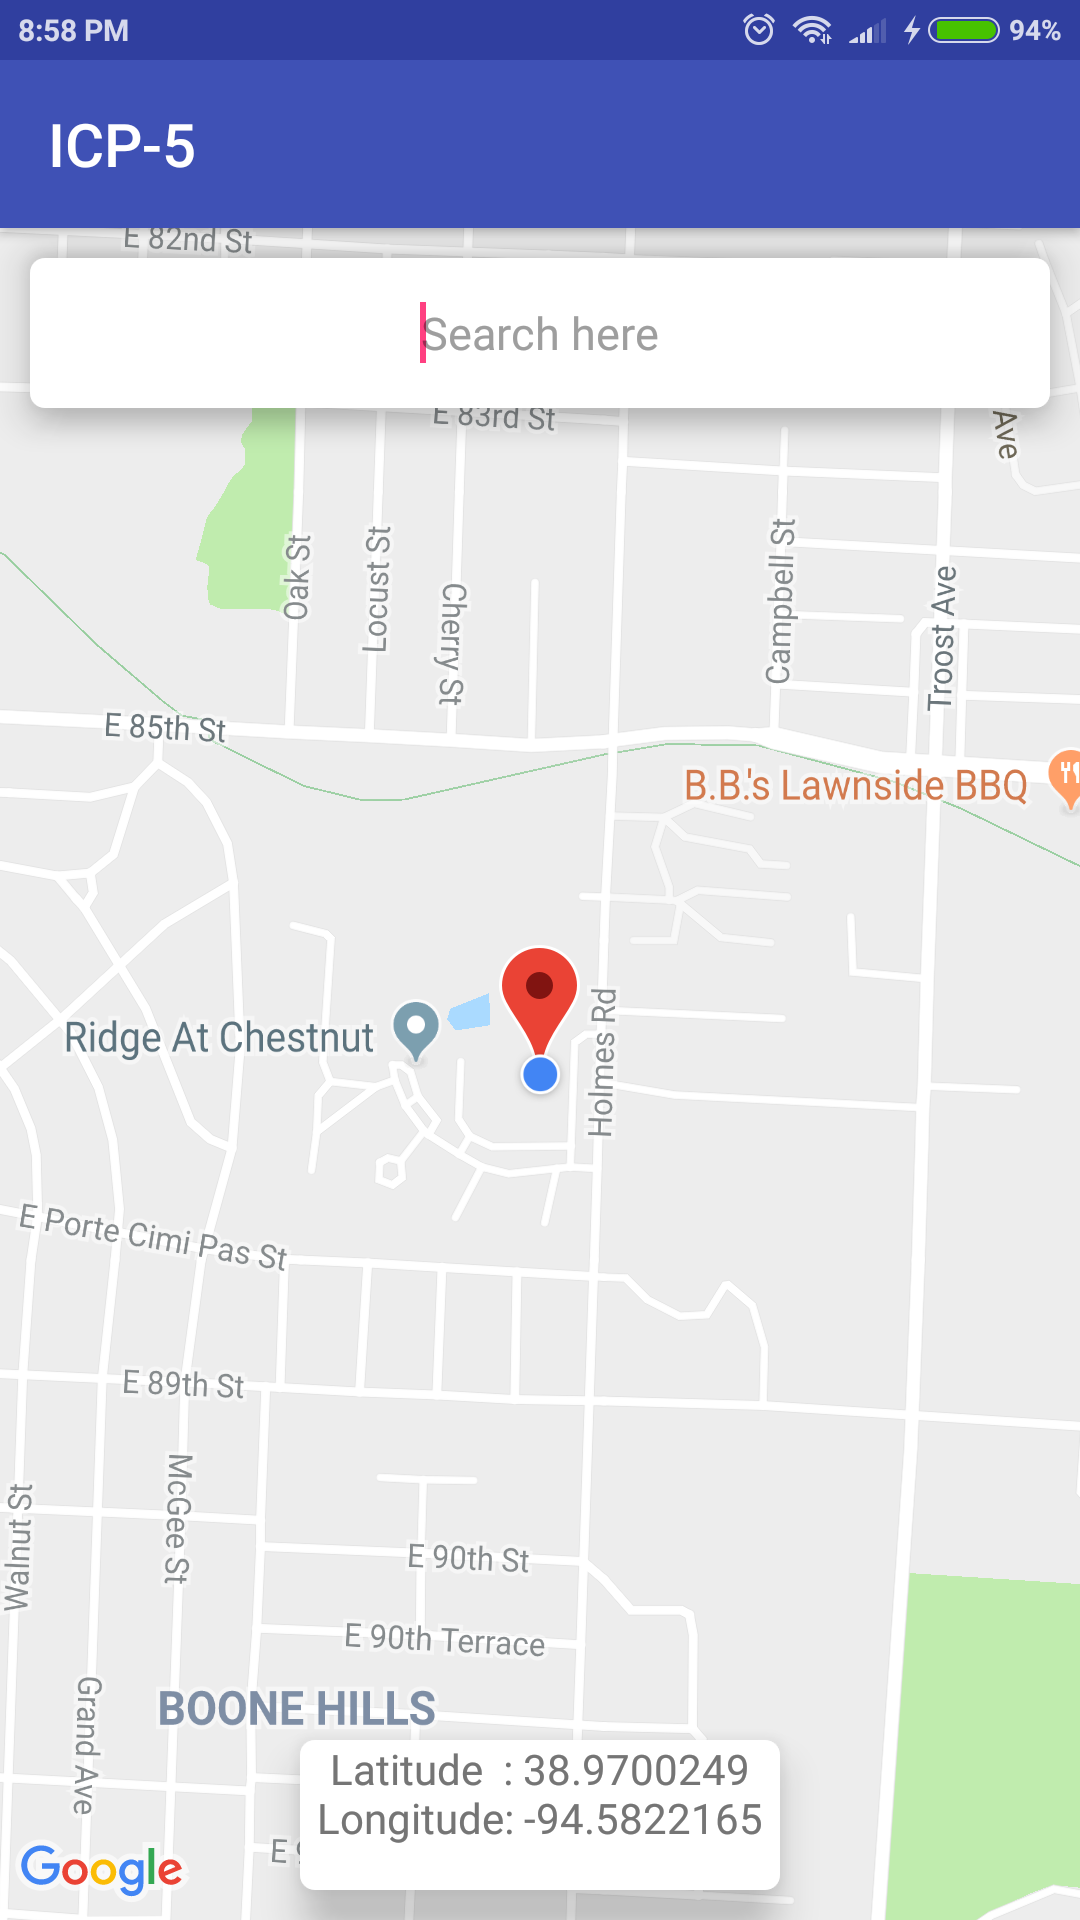 8:58 PM
94%
ICP-5
E 82nd St
Search here
E 83rd St
Ave
Oak St
Locust St
Cherry St
Campbell St
Troost Ave
E 85th St
B.B.'s Lawnside BBQ
Ridge At Chestnut
Holmes Rd
E Porte Cimi Pas St
E 89th St
McGee St
Walnut St
E 90th St
E 90th Terrace
Grand Ave
BOONE HILLS
Latitude : 38.9700249
Longitude: -94.5822165
E
Google